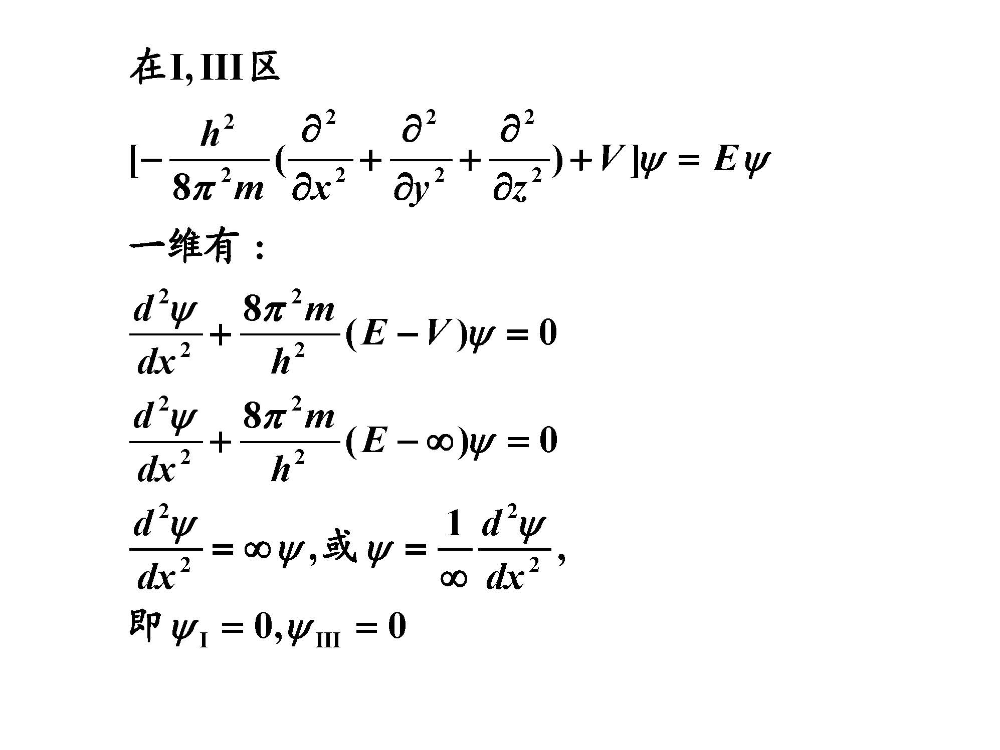 在I, III区
$[-\frac{h^2}{8\pi^2 m}(\frac{\partial^2}{\partial x^2}+\frac{\partial^2}{\partial y^2}+\frac{\partial^2}{\partial z^2})+V]\psi = E\psi$
一维有：
$\frac{d^2\psi}{dx^2}+\frac{8\pi^2 m}{h^2}(E-V)\psi = 0$
$\frac{d^2\psi}{dx^2}+\frac{8\pi^2 m}{h^2}(E-\infty)\psi = 0$
$\frac{d^2\psi}{dx^2}=\infty\psi$,或 $\psi=\frac{1}{\infty}\frac{d^2\psi}{dx^2}$,
即 $\psi_{\mathrm{I}}=0,\psi_{\mathrm{III}}=0$